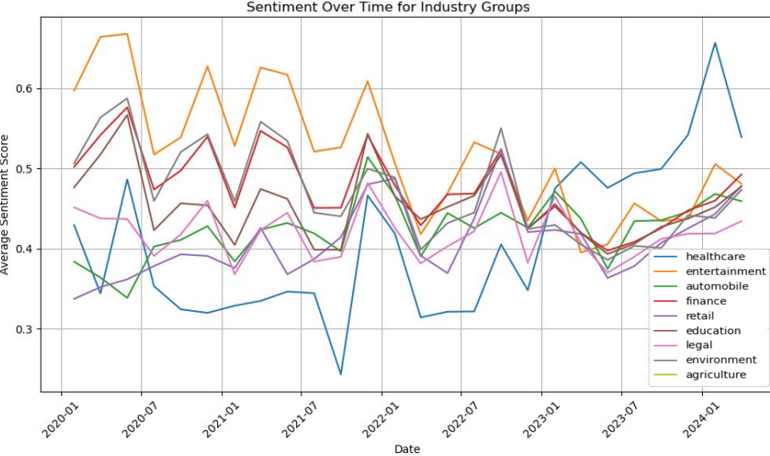 Sentiment Over Time for Industry Groups
Average Sentiment Score
0.6
0.5
0.4
0.3
healthcare
entertainment
automobile
finance
retail
education
legal
environment
agriculture
2020-01
2020-07
2021-01
2021-07
2022-01
2022-07
2023-01
2023-07
2024-01
Date